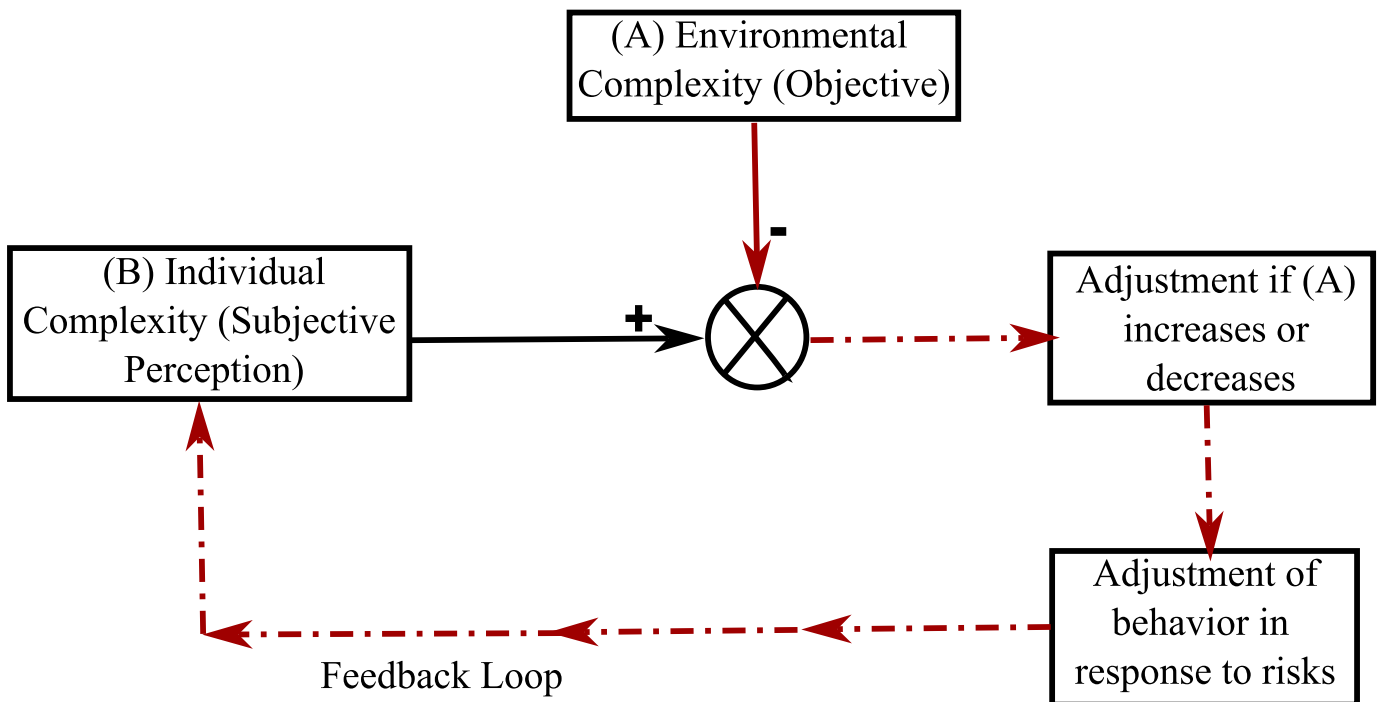 (A) Environmental
Complexity (Objective)
-
(B) Individual
Complexity (Subjective
Perception)
+
Adjustment if (A)
increases or
decreases
Adjustment of
behavior in
response to risks
Feedback Loop